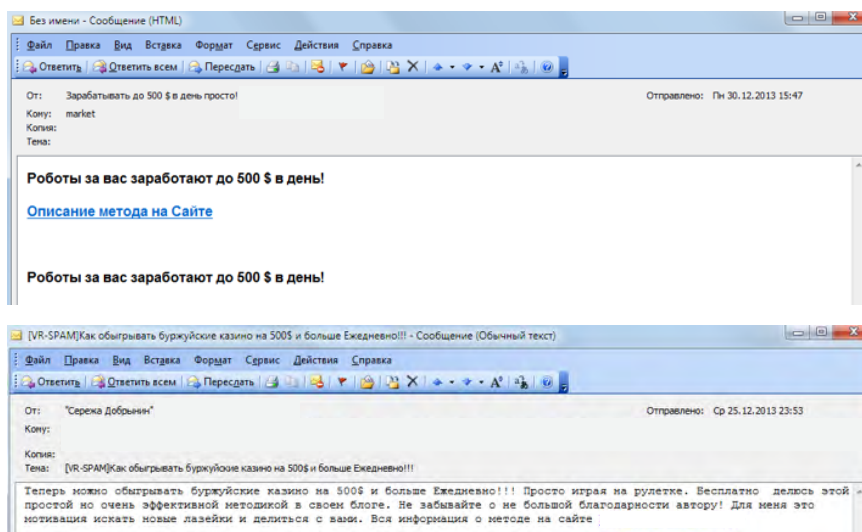 Без имени - Сообщение (HTML)
Файл Правка Вид Вставка Формат Сервис Действия Справка
Ответить Ответить всем Переслать
От: Зарабатывать до 500 $ в день просто! Отправлено: Пн 30.12.2013 15:47
Кому: market
Копия:
Тема:
Роботы за вас заработают до 500 $ в день!
Описание метода на Сайте
Роботы за вас заработают до 500 $ в день!
[VR-SPAM]Как обыгрывать буржуйские казино на 500$ и больше Ежедневно!!! - Сообщение (Обычный текст)
Файл Правка Вид Вставка Формат Сервис Действия Справка
Ответить Ответить всем Переслать
От: "Сережа Добрынин" Отправлено: Ср 25.12.2013 23:53
Кому:
Копия:
Тема: [VR-SPAM]Как обыгрывать буржуйские казино на 500$ и больше Ежедневно!!!
Теперь можно обыгрывать буржуйские казино на 500$ и больше Ежедневно!!! Просто играя на рулетке. Бесплатно делюсь этой
простой но очень эффективной методикой в своем блоге. Не забывайте о не большой благодарности автору! Для меня это
мотивация искать новые лазейки и делиться с вами. Вся информация о методе на сайте